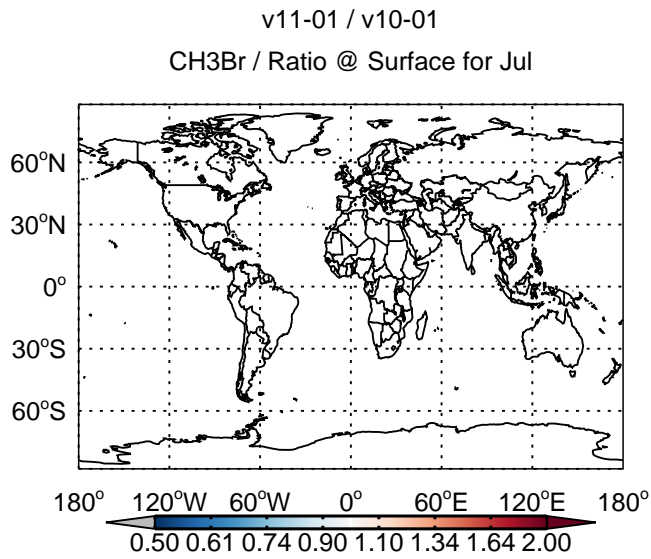 v11-01 / v10-01
CH3Br / Ratio @ Surface for Jul
60°N
30°N
0°
30°S
60°S
180° 120°W 60°W 0° 60°E 120°E 180°
0.50 0.61 0.74 0.90 1.10 1.34 1.64 2.00